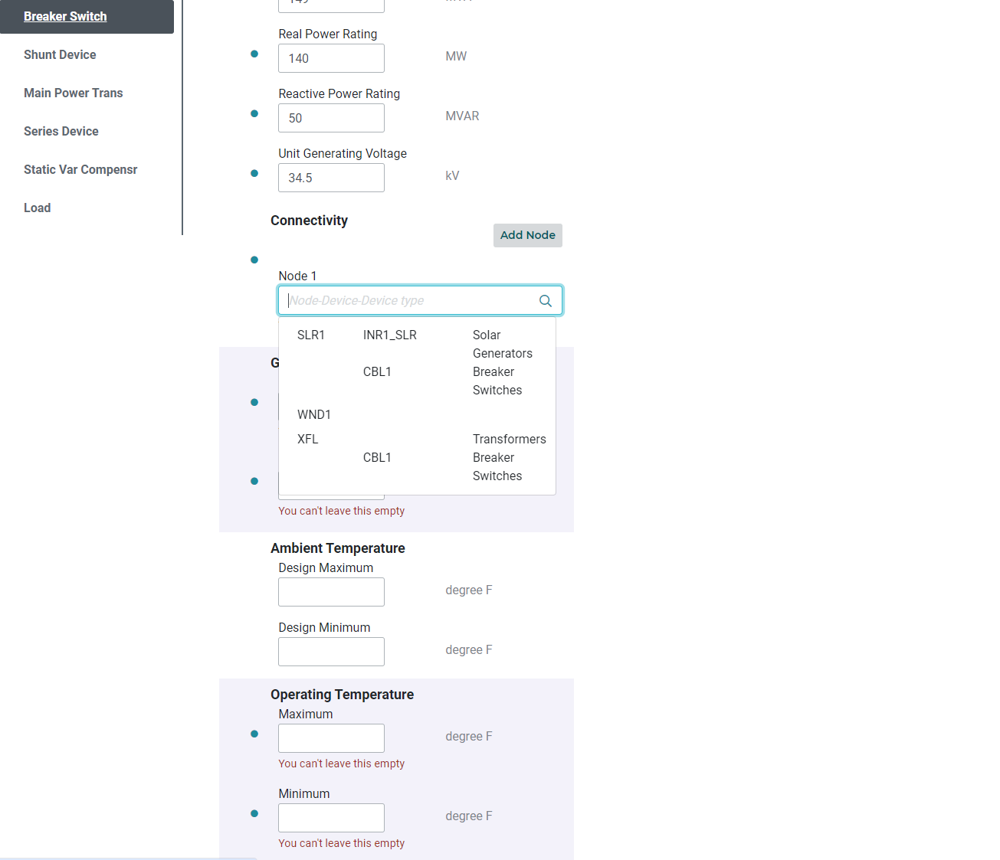 Breaker Switch
Shunt Device
Main Power Trans
Series Device
Static Var Compensr
Load
Real Power Rating
140
MW
Reactive Power Rating
50
MVAR
Unit Generating Voltage
34.5
kV
Connectivity
Add Node
Node 1
Node-Device-Device type
SLR1 INR1_SLR Solar
Generators
CBL1 Breaker
Switches
WND1
XFL Transformers
CBL1 Breaker
Switches
G
You can't leave this empty
Ambient Temperature
Design Maximum
degree F
Design Minimum
degree F
Operating Temperature
Maximum
degree F
You can't leave this empty
Minimum
degree F
You can't leave this empty